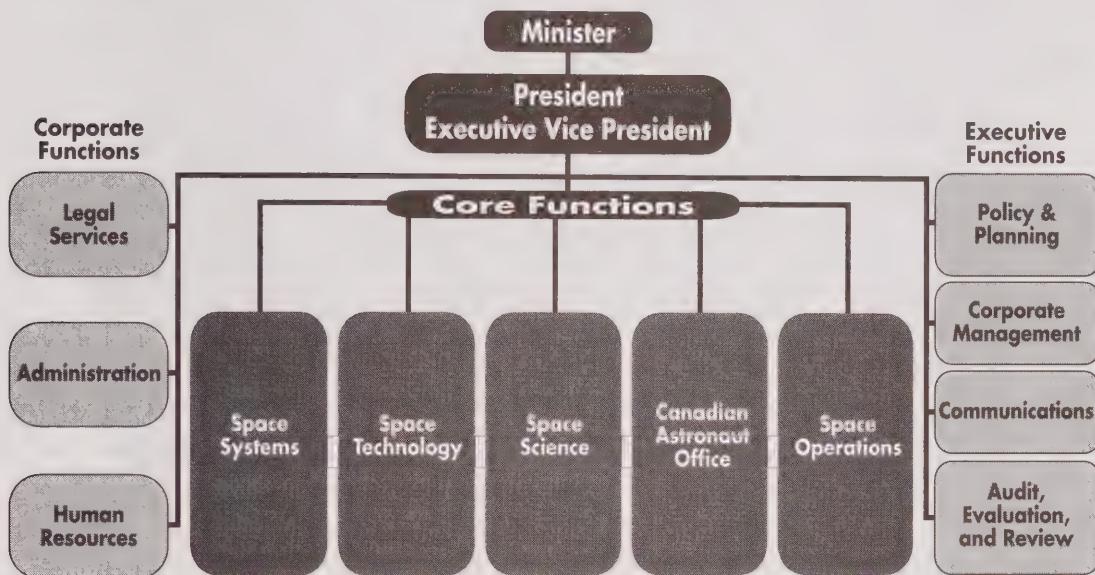 Minister
President
Executive Vice President
Corporate
Functions
Legal
Services
Administration
Human
Resources
Core Functions
Space
Systems
Space
Technology
Space
Science
Canadian
Astronaut
Office
Space
Operations
Executive
Functions
Policy &
Planning
Corporate
Management
Communications
Audit,
Evaluation,
and Review